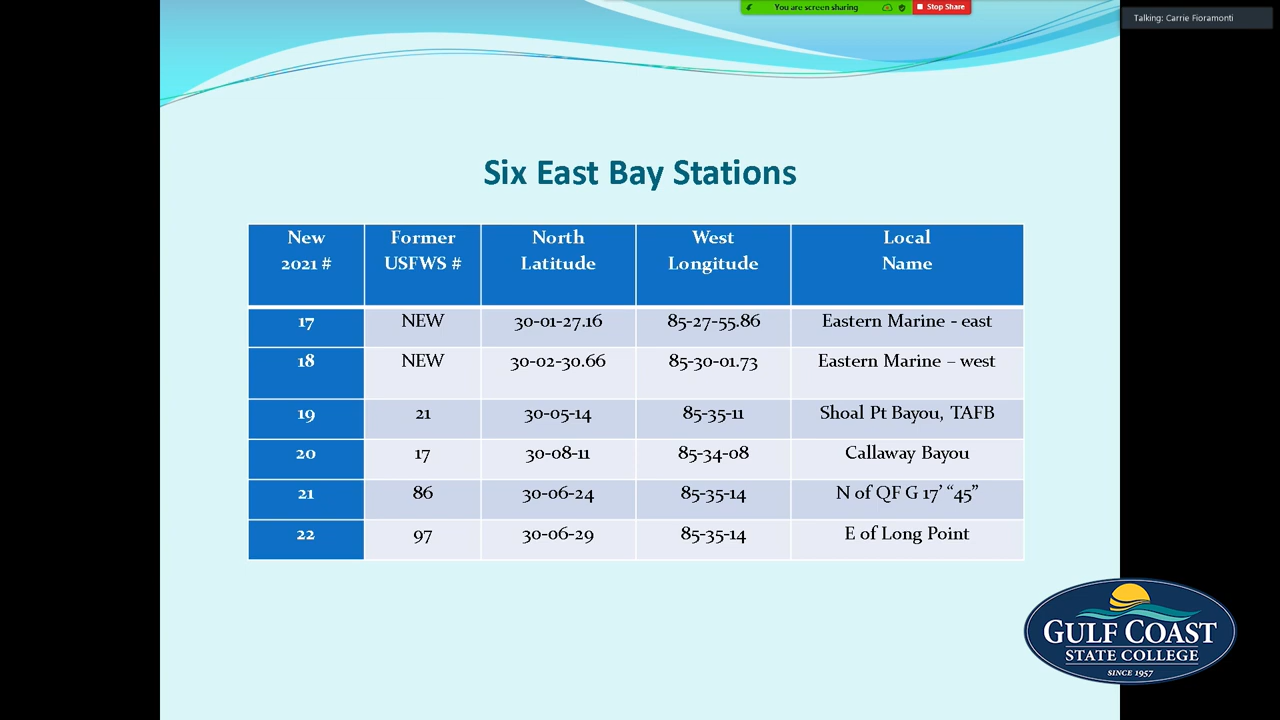 You are screen sharing
Stop Share
Talking: Carrie Fioramonti
Six East Bay Stations
New 2021 # Former USFWS # North Latitude West Longitude Local Name
17 NEW 30-01-27.16 85-27-55.86 Eastern Marine - east
18 NEW 30-02-30.66 85-30-01.73 Eastern Marine – west
19 21 30-05-14 85-35-11 Shoal Pt Bayou, TAFB
20 17 30-08-11 85-34-08 Callaway Bayou
21 86 30-06-24 85-35-14 N of QF G 17’ “45”
22 97 30-06-29 85-35-14 E of Long Point
GULF COAST
STATE COLLEGE
SINCE 1957